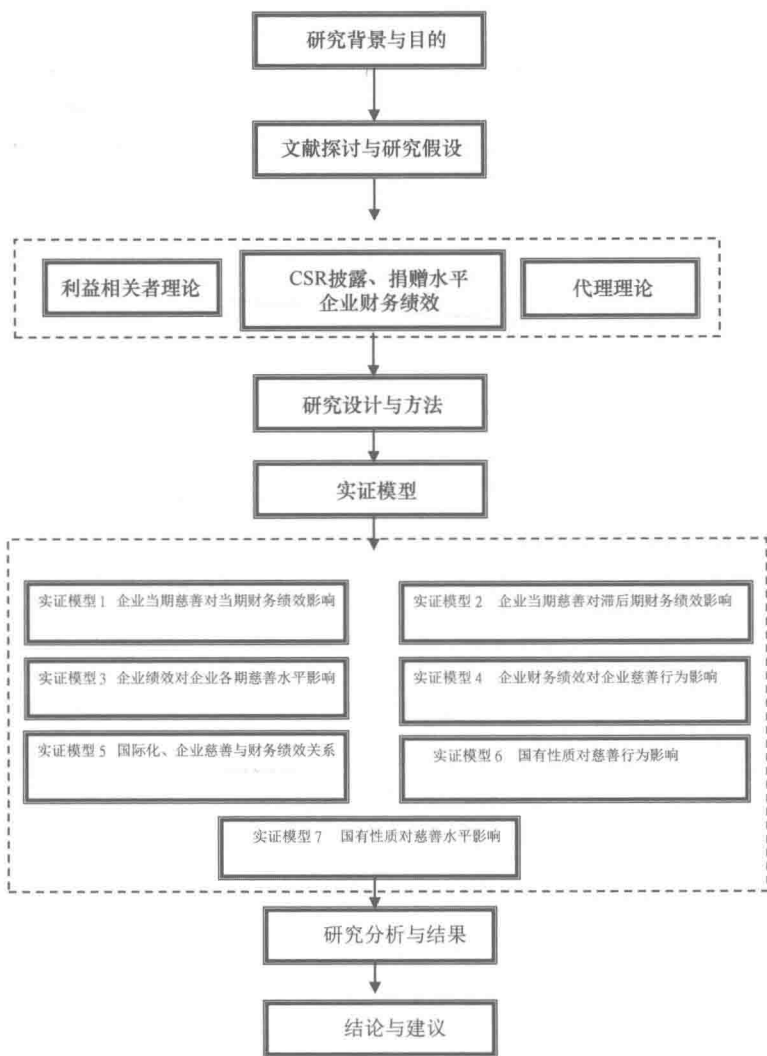 研究背景与目的
文献探讨与研究假设
利益相关者理论
CSR披露、捐赠水平
企业财务绩效
代理理论
研究设计与方法
实证模型
实证模型1 企业当期慈善对当期财务绩效影响
实证模型2 企业当期慈善对滞后期财务绩效影响
实证模型3 企业绩效对企业各期慈善水平影响
实证模型4 企业财务绩效对企业慈善行为影响
实证模型5 国际化、企业慈善与财务绩效关系
实证模型6 国有性质对慈善行为影响
实证模型7 国有性质对慈善水平影响
研究分析与结果
结论与建议